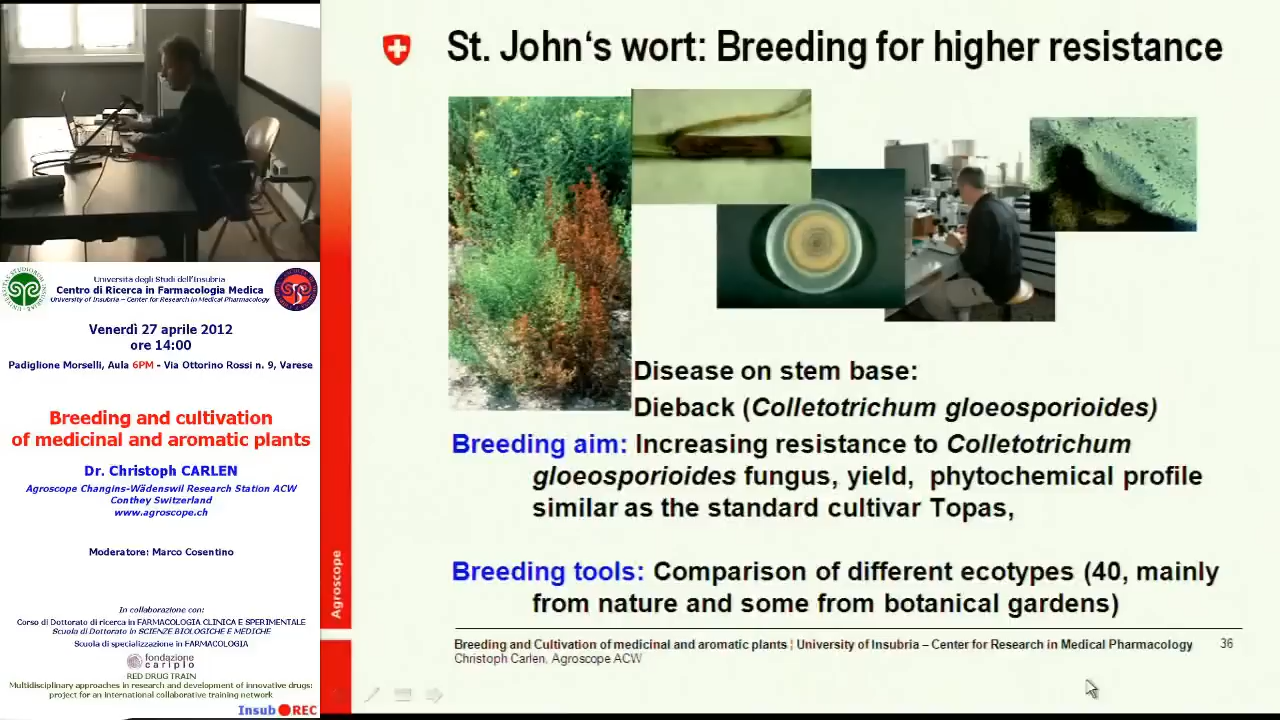 Università degli Studi dell'Insubria
Centro di Ricerca in Farmacologia Medica
University of Insubria – Center for Research in Medical Pharmacology
Venerdì 27 aprile 2012
ore 14:00
Padiglione Morselli, Aula 6PM - Via Ottorino Rossi n. 9, Varese
Breeding and cultivation
of medicinal and aromatic plants
Dr. Christoph CARLEN
Agroscope Changins-Wädenswil Research Station ACW
Conthey Switzerland
www.agroscope.ch
Moderatore: Marco Cosentino
In collaborazione con:
Corso di Dottorato di ricerca in FARMACOLOGIA CLINICA E SPERIMENTALE
Scuola di Dottorato in SCIENZE BIOLOGICHE E MEDICHE
Scuola di specializzazione in FARMACOLOGIA
fondazione
cariplo
RED DRUG TRAIN
Multidisciplinary approaches in research and development of innovative drugs:
project for an international collaborative training network
Insub REC
Agroscope
St. John‘s wort: Breeding for higher resistance
Disease on stem base:
Dieback (Colletotrichum gloeosporioides)
Breeding aim: Increasing resistance to Colletotrichum
gloeosporioides fungus, yield, phytochemical profile
similar as the standard cultivar Topas,
Breeding tools: Comparison of different ecotypes (40, mainly
from nature and some from botanical gardens)
Breeding and Cultivation of medicinal and aromatic plants | University of Insubria – Center for Research in Medical Pharmacology 36
Christoph Carlen, Agroscope ACW